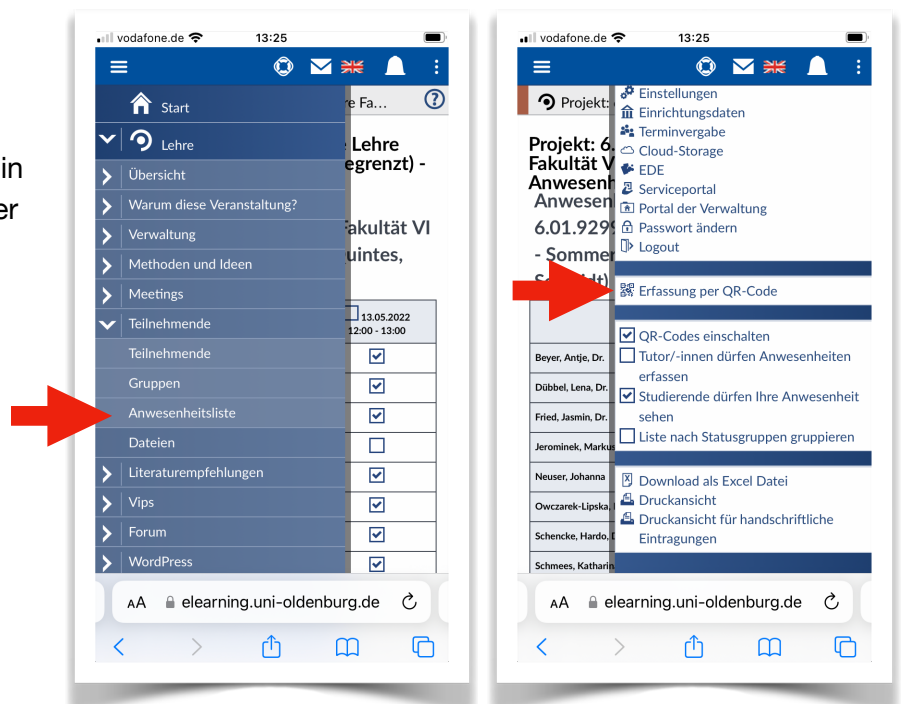 in
er
vodafone.de 13:25
Start
Lehre
Übersicht
Warum diese Veranstaltung?
Verwaltung
Methoden und Ideen
Meetings
Teilnehmende
Teilnehmende
Gruppen
Anwesenheitsliste
Dateien
Literaturempfehlungen
Vips
Forum
WordPress
e Fa...
Lehre
egrenzt) -
akultät VI
uintes,
13.05.2022
12:00 - 13:00
AA elearning.uni-oldenburg.de
vodafone.de 13:25
Projekt:
Projekt: 6.
Fakultät V
Anwesenh
Anwesen
6.01.929
- Sommer
Beyer, Antje, Dr.
Dübbel, Lena, Dr.
Fried, Jasmin, Dr.
Jerominek, Markus
Neuser, Johanna
Owczarek-Lipska,
Schencke, Hardo,
Schmees, Katharin
Einstellungen
Einrichtungsdaten
Terminvergabe
Cloud-Storage
EDE
Serviceportal
Portal der Verwaltung
Passwort ändern
Logout
Erfassung per QR-Code
QR-Codes einschalten
Tutor/-innen dürfen Anwesenheiten
erfassen
Studierende dürfen Ihre Anwesenheit
sehen
Liste nach Statusgruppen gruppieren
Download als Excel Datei
Druckansicht
Druckansicht für handschriftliche
Eintragungen
AA elearning.uni-oldenburg.de